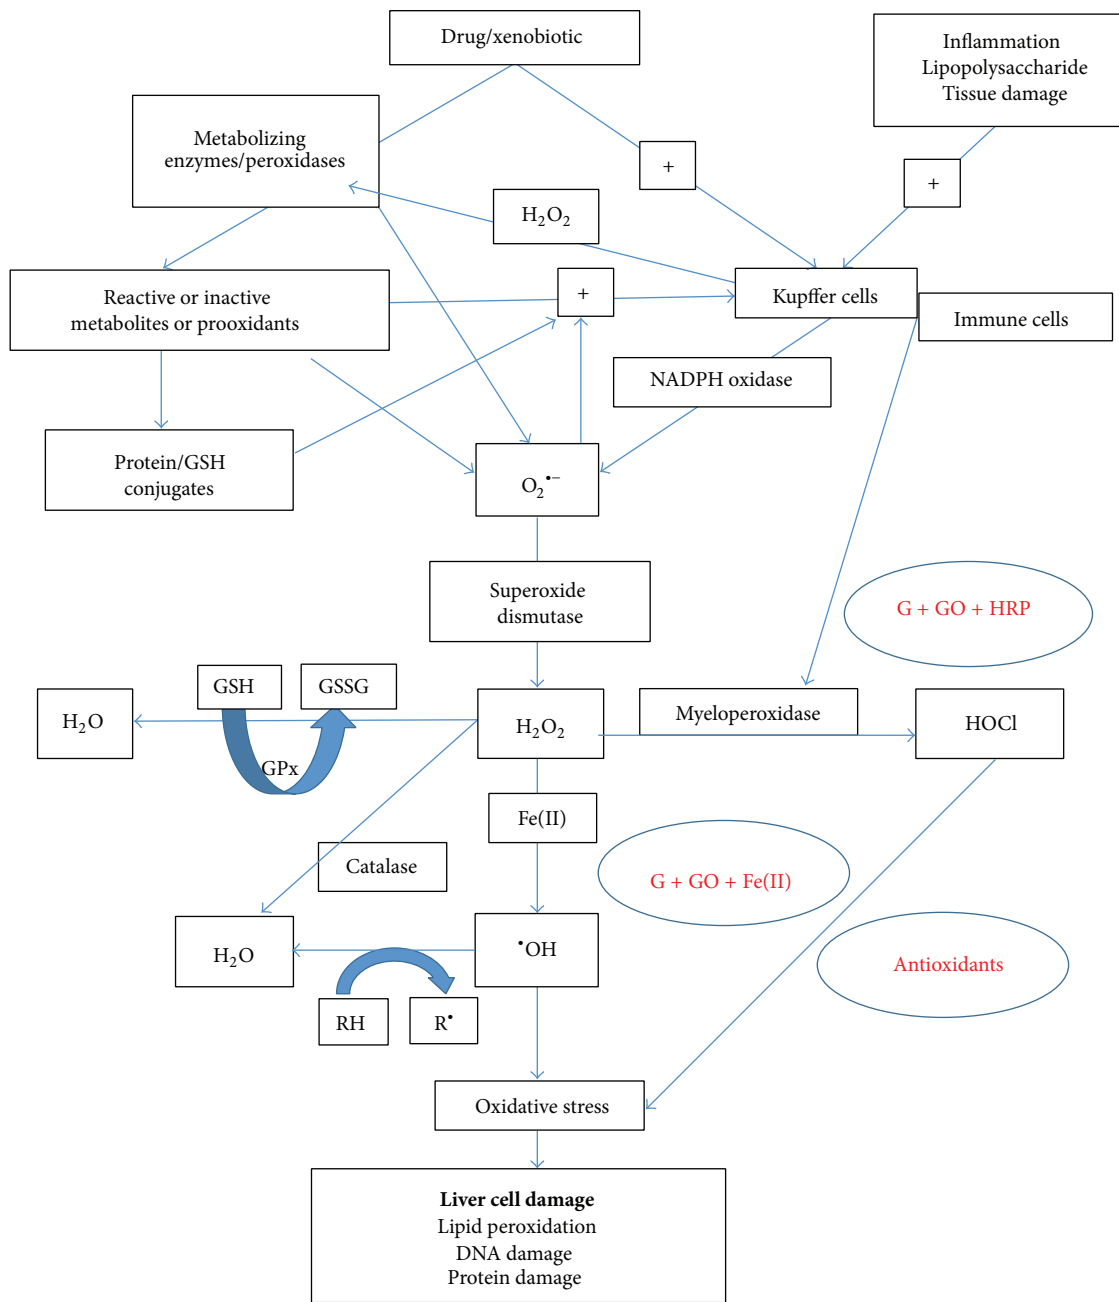 Drug/xenobiotic
Inflammation
Lipopolysaccharide
Tissue damage
Metabolizing
enzymes/peroxidases
+
+
H₂O₂
Reactive or inactive
metabolites or prooxidants
+
Kupffer cells
Immune cells
NADPH oxidase
Protein/GSH
conjugates
O₂•−
Superoxide
dismutase
G + GO + HRP
GSH
GSSG
H₂O
GPx
H₂O₂
Myeloperoxidase
HOCl
Fe(II)
Catalase
G + GO + Fe(II)
H₂O
•OH
Antioxidants
RH
R•
Oxidative stress
Liver cell damage
Lipid peroxidation
DNA damage
Protein damage